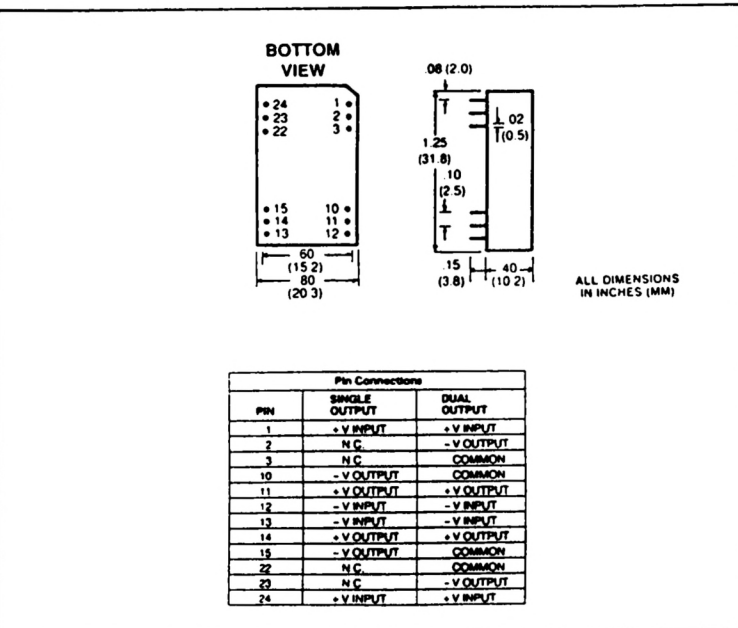 BOTTOM
VIEW
24 1
23 2
22 3
15 10
14 11
13 12
60
(15 2)
80
(20 3)
.08 (2.0)
1.25
(31.8)
.10
(2.5)
.02
(0.5)
.15
(3.8)
40
(10 2)
ALL DIMENSIONS
IN INCHES (MM)
Pin Connections
PIN SINGLE OUTPUT DUAL OUTPUT
1 + V INPUT + V INPUT
2 N C. - V OUTPUT
3 N C COMMON
10 - V OUTPUT COMMON
11 + V OUTPUT + V OUTPUT
12 - V INPUT - V INPUT
13 - V INPUT - V INPUT
14 + V OUTPUT + V OUTPUT
15 - V OUTPUT COMMON
22 N C. COMMON
23 N C - V OUTPUT
24 + V INPUT + V INPUT